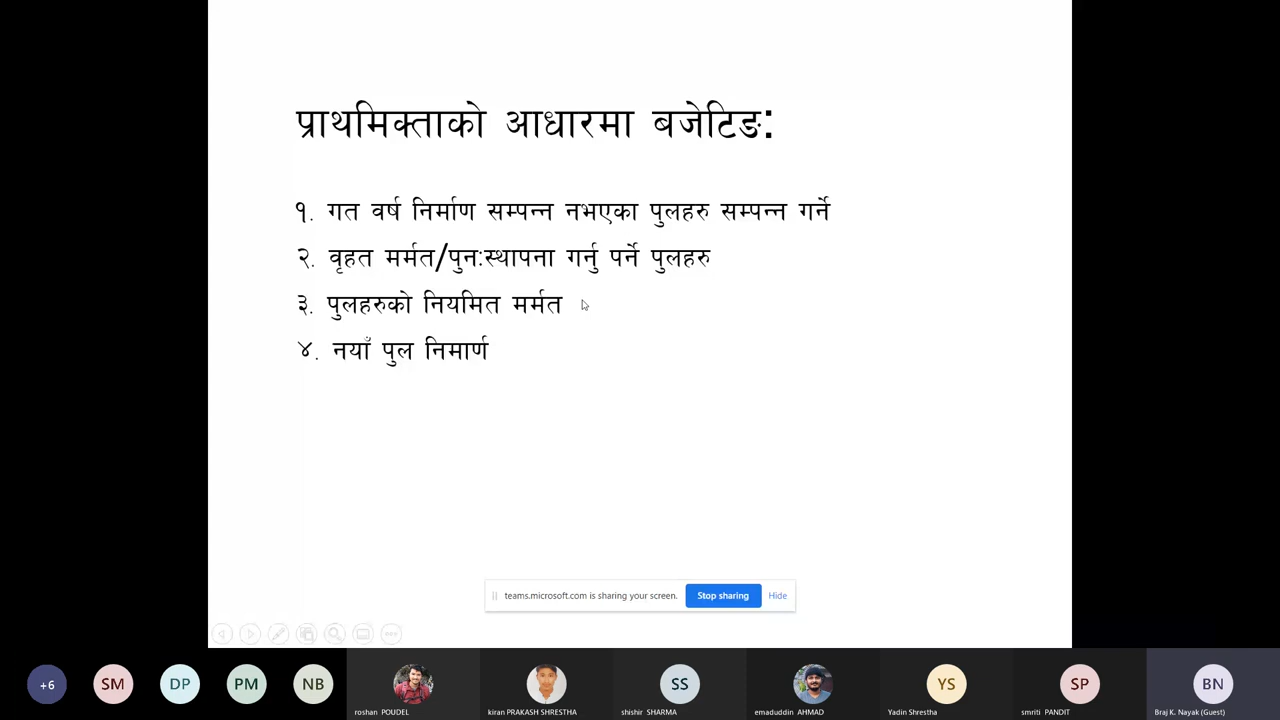 प्राथमिक्ताको आधारमा बजेटिङ:
१. गत वर्ष निर्माण सम्पन्न नभएका पुलहरु सम्पन्न गर्ने
२. वृहत मर्मत/पुनःस्थापना गर्नु पर्ने पुलहरु
३. पुलहरुको नियमित मर्मत
४. नयाँ पुल निमार्ण
teams.microsoft.com is sharing your screen. Stop sharing Hide
+6 SM DP PM NB SS YS SP BN
roshan POUDEL kiran PRAKASH SHRESTHA shishir SHARMA emaduddin AHMAD Yadin Shrestha smriti PANDIT Braj K. Nayak (Guest)